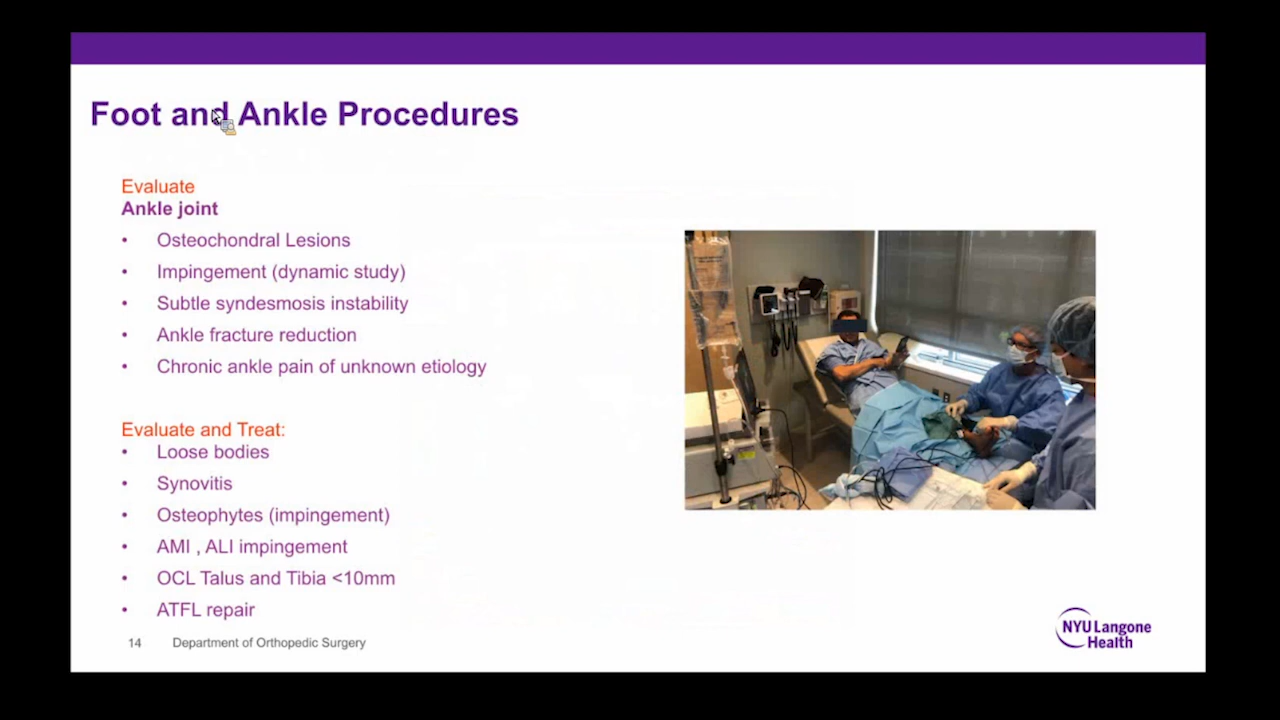 Foot and Ankle Procedures
Evaluate
Ankle joint
• Osteochondral Lesions
• Impingement (dynamic study)
• Subtle syndesmosis instability
• Ankle fracture reduction
• Chronic ankle pain of unknown etiology
Evaluate and Treat:
• Loose bodies
• Synovitis
• Osteophytes (impingement)
• AMI , ALI impingement
• OCL Talus and Tibia <10mm
• ATFL repair
14 Department of Orthopedic Surgery
NYU Langone
Health